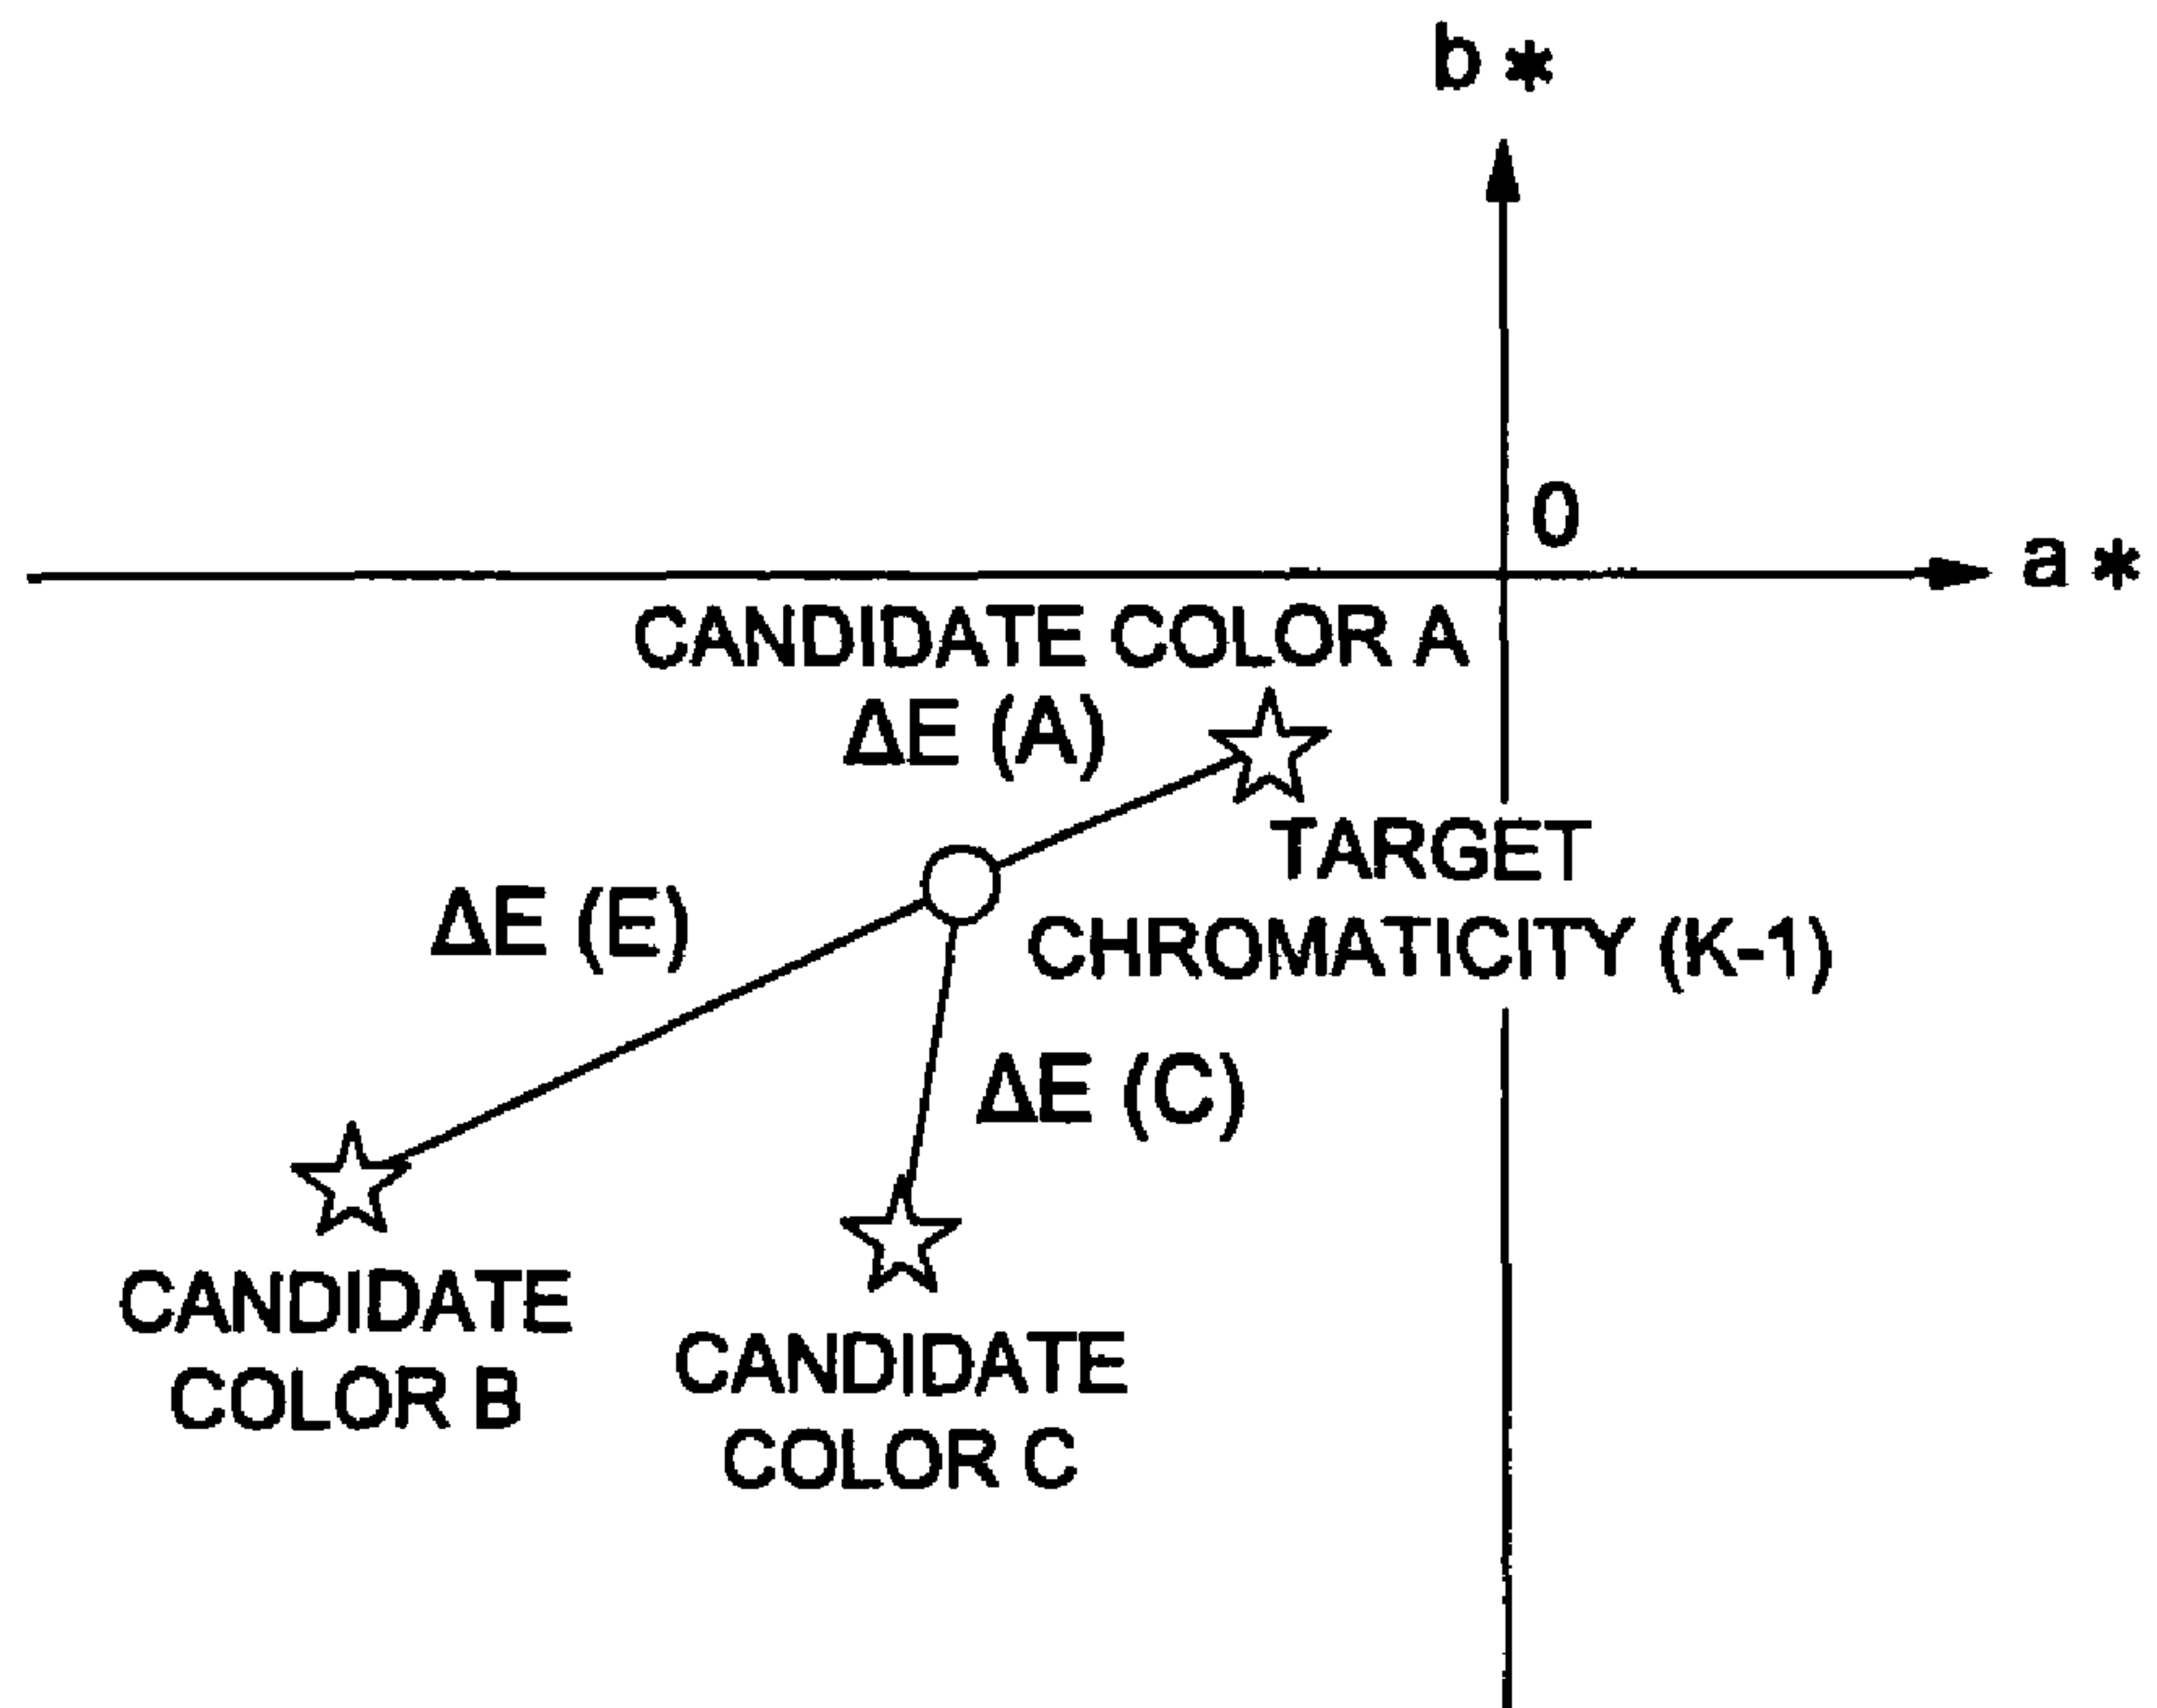 b *
0
a *
CANDIDATE COLOR A
ΔE (A)
TARGET
CHROMATICITY (K-1)
ΔE (E)
ΔE (C)
CANDIDATE
COLOR B
CANDIDATE
COLOR C